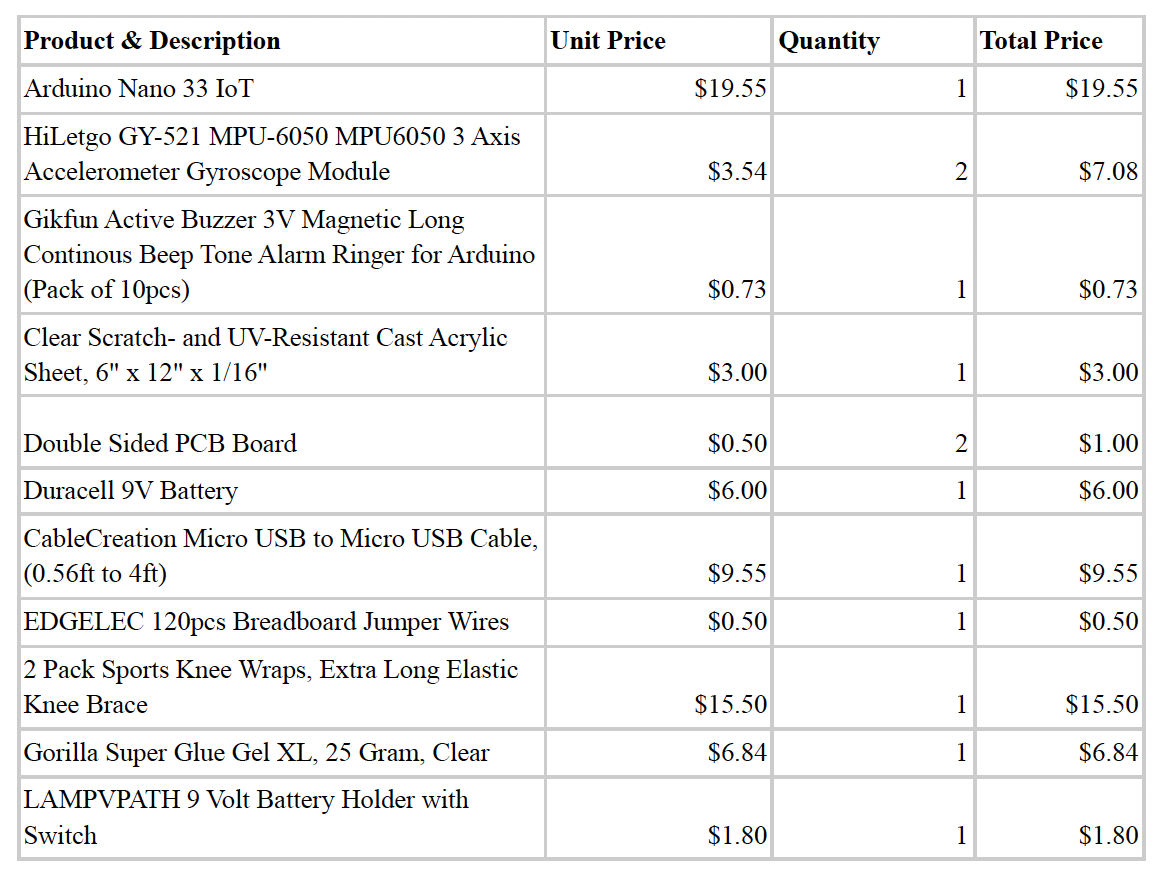 Product & Description Unit Price Quantity Total Price
Arduino Nano 33 IoT $19.55 1 $19.55
HiLetgo GY-521 MPU-6050 MPU6050 3 Axis
Accelerometer Gyroscope Module $3.54 2 $7.08
Gikfun Active Buzzer 3V Magnetic Long
Continous Beep Tone Alarm Ringer for Arduino
(Pack of 10pcs) $0.73 1 $0.73
Clear Scratch- and UV-Resistant Cast Acrylic
Sheet, 6" x 12" x 1/16" $3.00 1 $3.00
Double Sided PCB Board $0.50 2 $1.00
Duracell 9V Battery $6.00 1 $6.00
CableCreation Micro USB to Micro USB Cable,
(0.56ft to 4ft) $9.55 1 $9.55
EDGELEC 120pcs Breadboard Jumper Wires $0.50 1 $0.50
2 Pack Sports Knee Wraps, Extra Long Elastic
Knee Brace $15.50 1 $15.50
Gorilla Super Glue Gel XL, 25 Gram, Clear $6.84 1 $6.84
LAMPVPATH 9 Volt Battery Holder with
Switch $1.80 1 $1.80